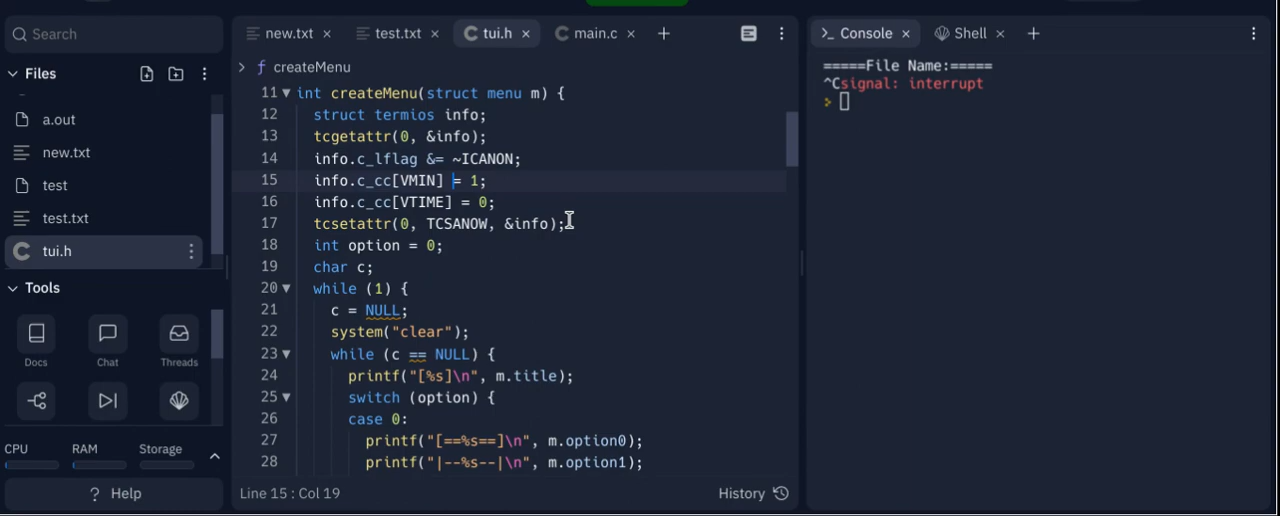 Search
Files
a.out
new.txt
test
test.txt
tui.h
Tools
Docs
Chat
Threads
CPU
RAM
Storage
? Help
new.txt ×
test.txt ×
C tui.h ×
C main.c ×
+
> ƒ createMenu
11 int createMenu(struct menu m) {
12 struct termios info;
13 tcgetattr(0, &info);
14 info.c_lflag &= ~ICANON;
15 info.c_cc[VMIN] = 1;
16 info.c_cc[VTIME] = 0;
17 tcsetattr(0, TCSANOW, &info);
18 int option = 0;
19 char c;
20 while (1) {
21 c = NULL;
22 system("clear");
23 while (c == NULL) {
24 printf("[%s]\n", m.title);
25 switch (option) {
26 case 0:
27 printf("[==%s==]\n", m.option0);
28 printf("|--%s--|\n", m.option1);
Line 15 : Col 19
History
>_ Console ×
Shell ×
+
=====File Name:=====
^Csignal: interrupt
>